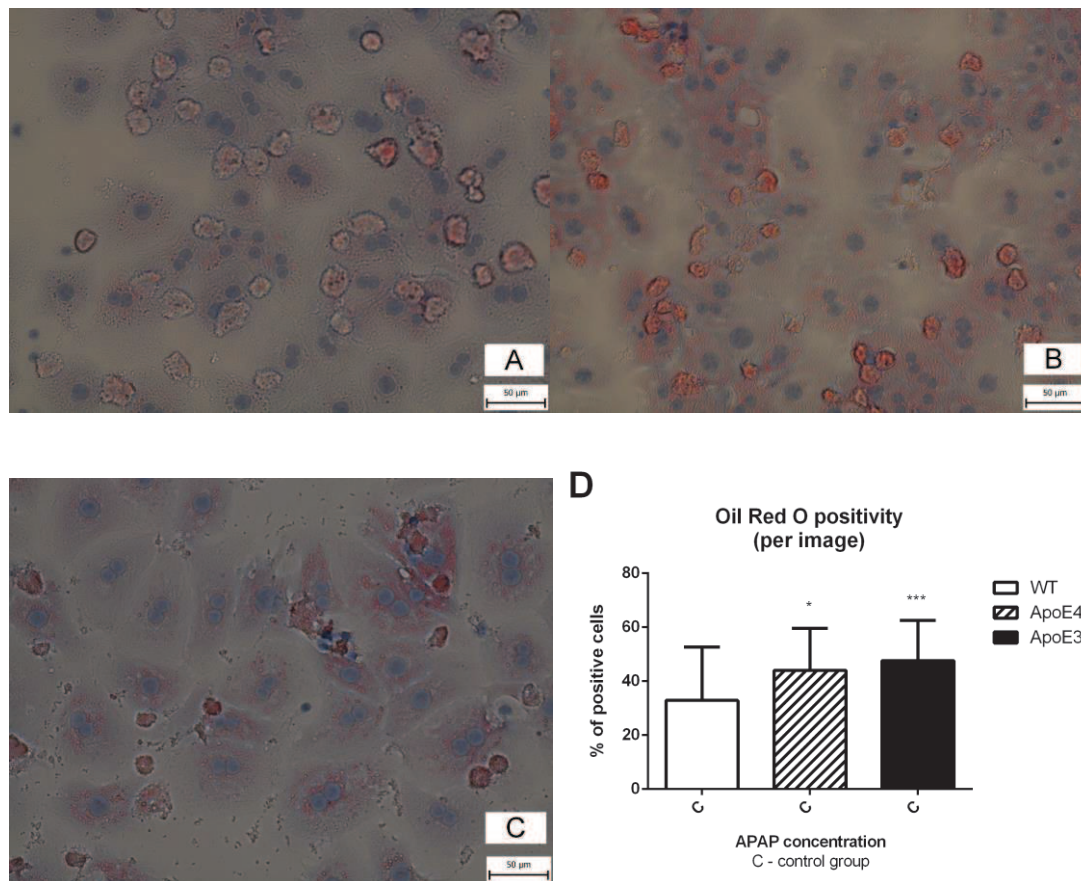 A
50 µm
B
50 µm
C
50 µm
D
Oil Red O positivity
(per image)
% of positive cells
80
60
40
20
0
*
***
WT
ApoE4
ApoE3
C
C
C
APAP concentration
C - control group